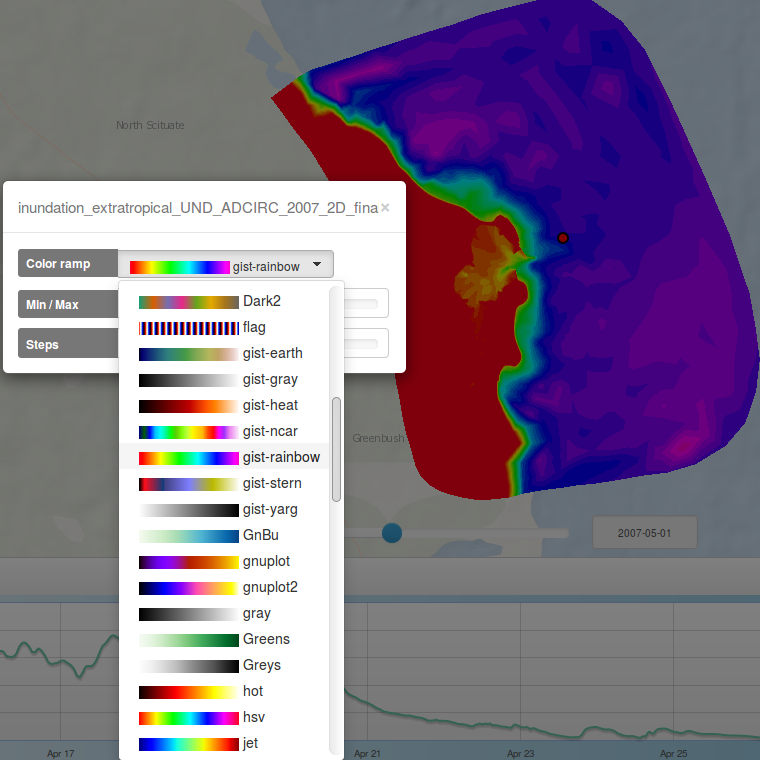 North Scituate
inundation_extratropical_UND_ADCIRC_2007_2D_fina
×
Color ramp
gist-rainbow
Min / Max
Steps
Dark2
flag
gist-earth
gist-gray
gist-heat
gist-ncar
gist-rainbow
gist-stern
gist-yarg
GnBu
gnuplot
gnuplot2
gray
Greens
Greys
hot
hsv
jet
Greenbush
2007-05-01
Apr 17
Apr 21
Apr 23
Apr 25